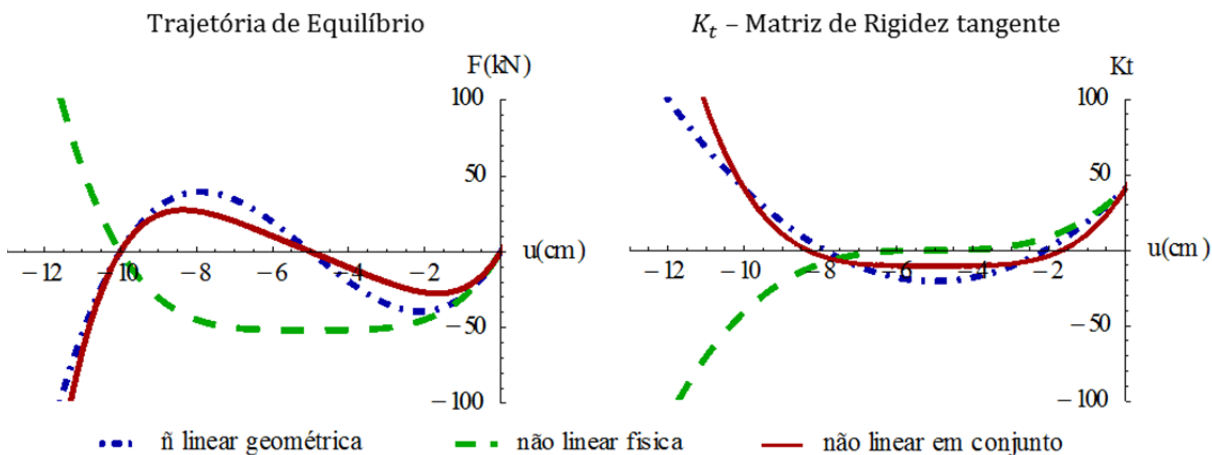 Trajetória de Equilíbrio
K_t – Matriz de Rigidez tangente
F(kN)
100
50
−50
−100
−12
−10
−8
−6
−4
−2
u(cm)
Kt
100
50
−50
−100
−12
−10
−8
−6
−4
−2
u(cm)
ñ linear geométrica
não linear fisica
não linear em conjunto